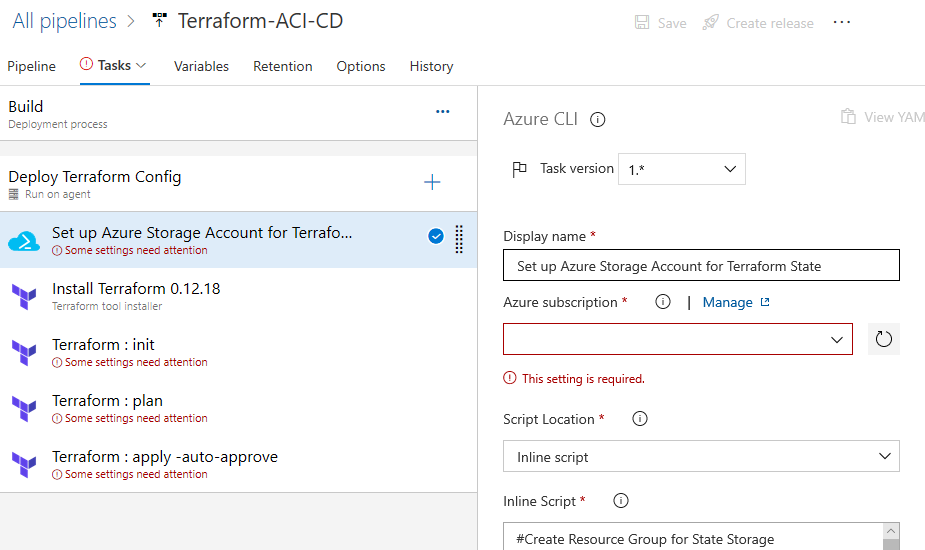 All pipelines > Terraform-ACI-CD
Save Create release ...
Pipeline Tasks Variables Retention Options History
Build
Deployment process
...
Deploy Terraform Config
Run on agent
Set up Azure Storage Account for Terrafo...
Some settings need attention
Install Terraform 0.12.18
Terraform tool installer
Terraform : init
Some settings need attention
Terraform : plan
Some settings need attention
Terraform : apply -auto-approve
Some settings need attention
Azure CLI
View YAM
Task version 1.*
Display name *
Set up Azure Storage Account for Terraform State
Azure subscription * | Manage
This setting is required.
Script Location *
Inline script
Inline Script *
#Create Resource Group for State Storage